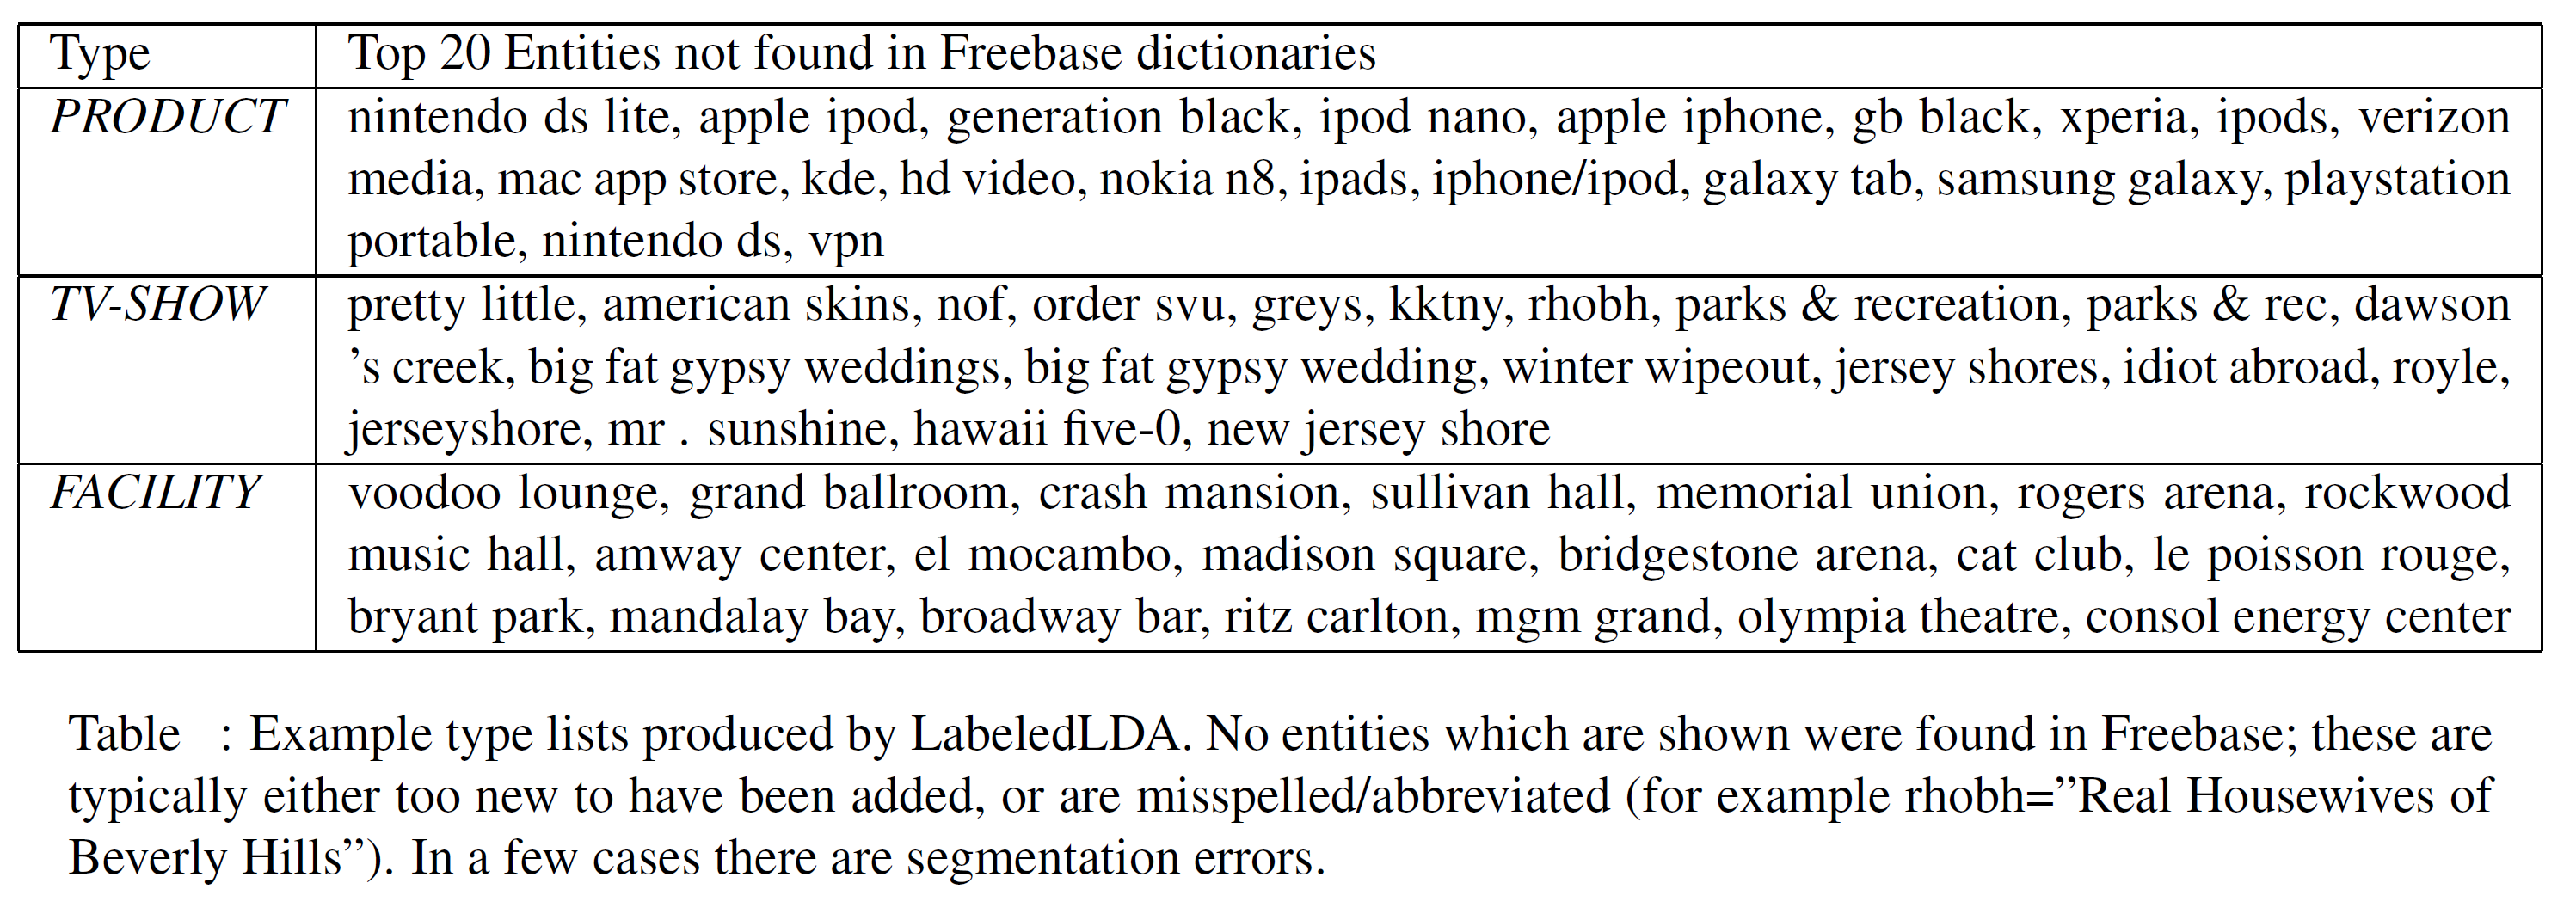 Type Top 20 Entities not found in Freebase dictionaries
PRODUCT nintendo ds lite, apple ipod, generation black, ipod nano, apple iphone, gb black, xperia, ipods, verizon
media, mac app store, kde, hd video, nokia n8, ipads, iphone/ipod, galaxy tab, samsung galaxy, playstation
portable, nintendo ds, vpn
TV-SHOW pretty little, american skins, nof, order svu, greys, kktny, rhobh, parks & recreation, parks & rec, dawson
’s creek, big fat gypsy weddings, big fat gypsy wedding, winter wipeout, jersey shores, idiot abroad, royle,
jerseyshore, mr . sunshine, hawaii five-0, new jersey shore
FACILITY voodoo lounge, grand ballroom, crash mansion, sullivan hall, memorial union, rogers arena, rockwood
music hall, amway center, el mocambo, madison square, bridgestone arena, cat club, le poisson rouge,
bryant park, mandalay bay, broadway bar, ritz carlton, mgm grand, olympia theatre, consol energy center
Table : Example type lists produced by LabeledLDA. No entities which are shown were found in Freebase; these are
typically either too new to have been added, or are misspelled/abbreviated (for example rhobh=”Real Housewives of
Beverly Hills”). In a few cases there are segmentation errors.